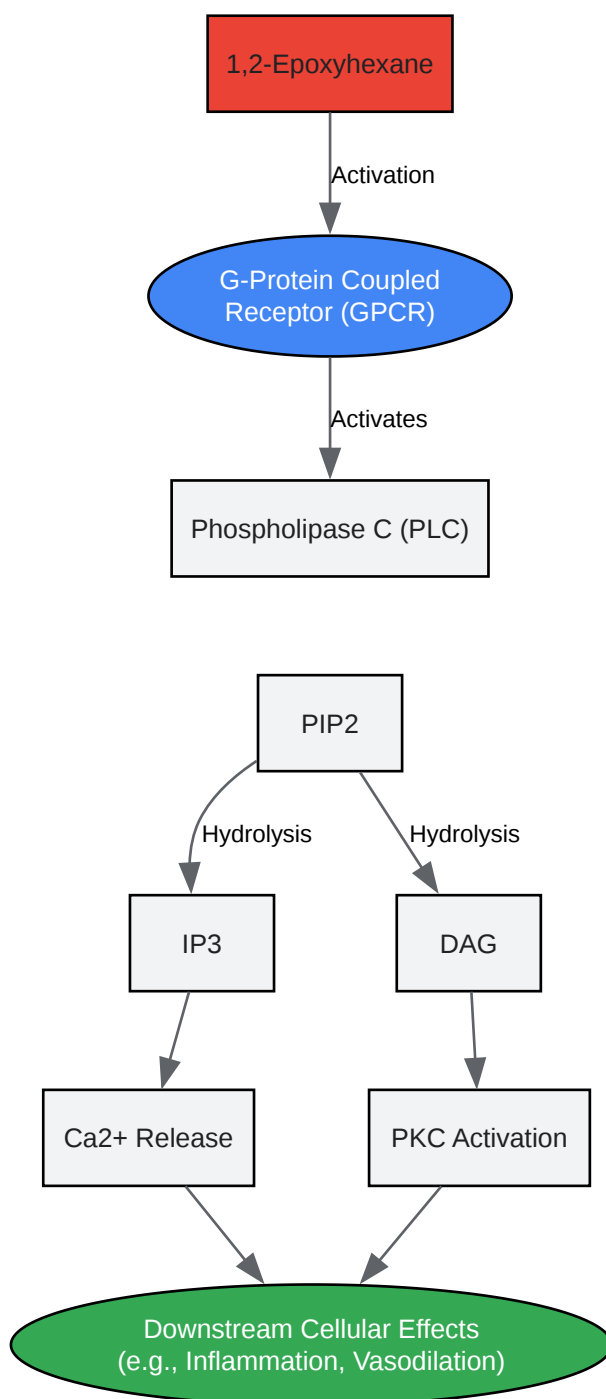 1,2-Epoxyhexane
Activation
G-Protein Coupled
Receptor (GPCR)
Activates
Phospholipase C (PLC)
PIP2
Hydrolysis
Hydrolysis
IP3
DAG
Ca2+ Release
PKC Activation
Downstream Cellular Effects
(e.g., Inflammation, Vasodilation)